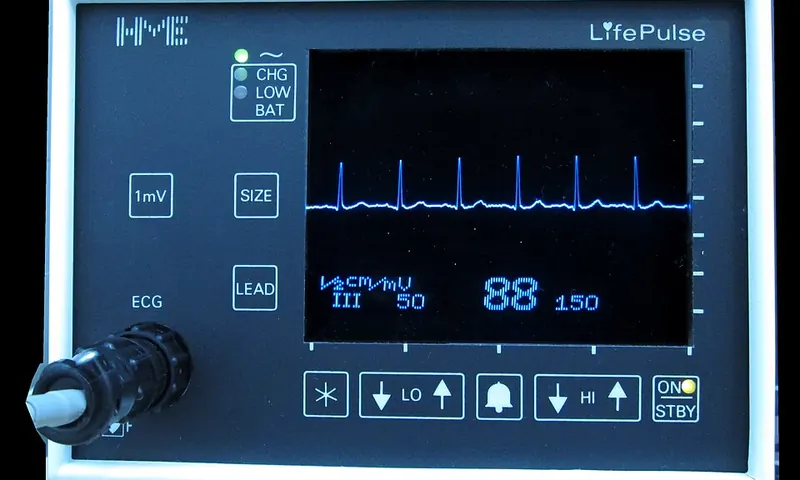 HME
LifePulse
CHG
LOW
BAT
1mV
SIZE
LEAD
ECG
½cm/mV
III 50 88 150
LO
HI
ON
STBY